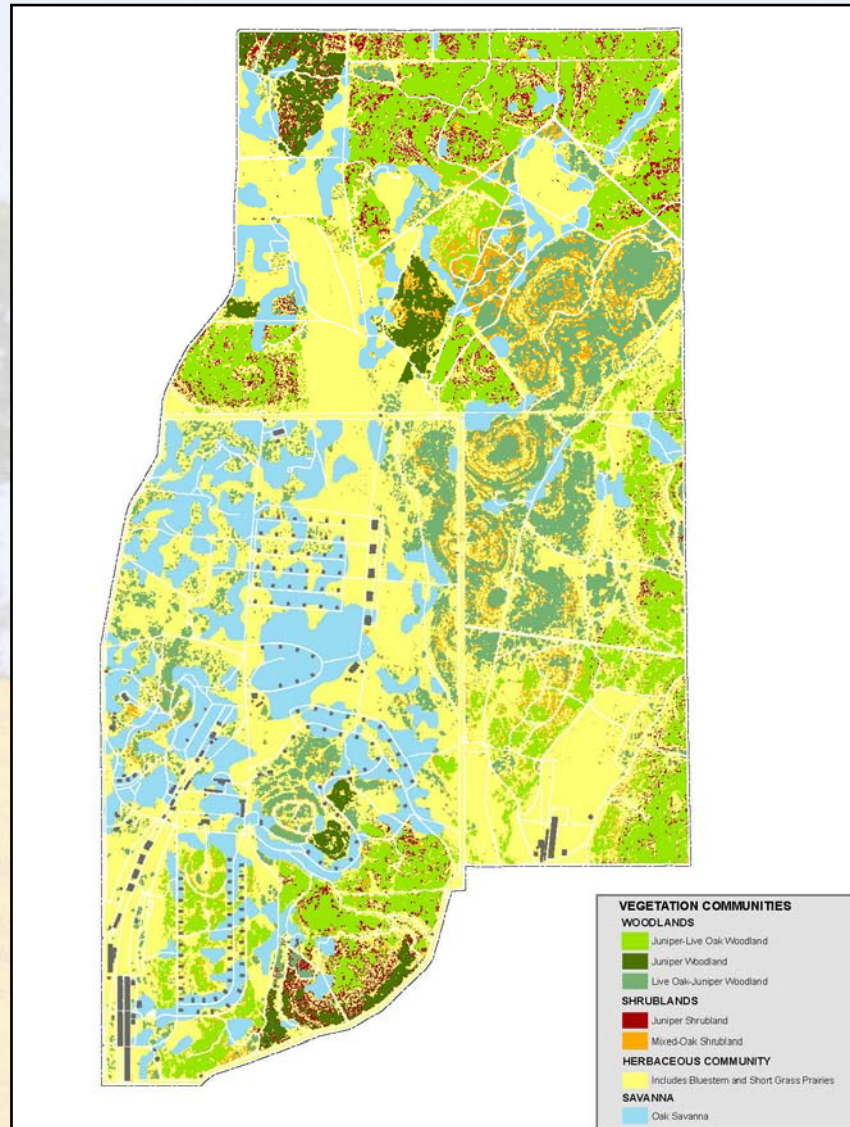 VEGETATION COMMUNITIES
WOODLANDS
Juniper-Live Oak Woodland
Juniper Woodland
Live Oak-Juniper Woodland
SHRUBLANDS
Juniper Shrubland
Mixed-Oak Shrubland
HERBACEOUS COMMUNITY
Includes Bluestem and Short Grass Prairies
SAVANNA
Oak Savanna